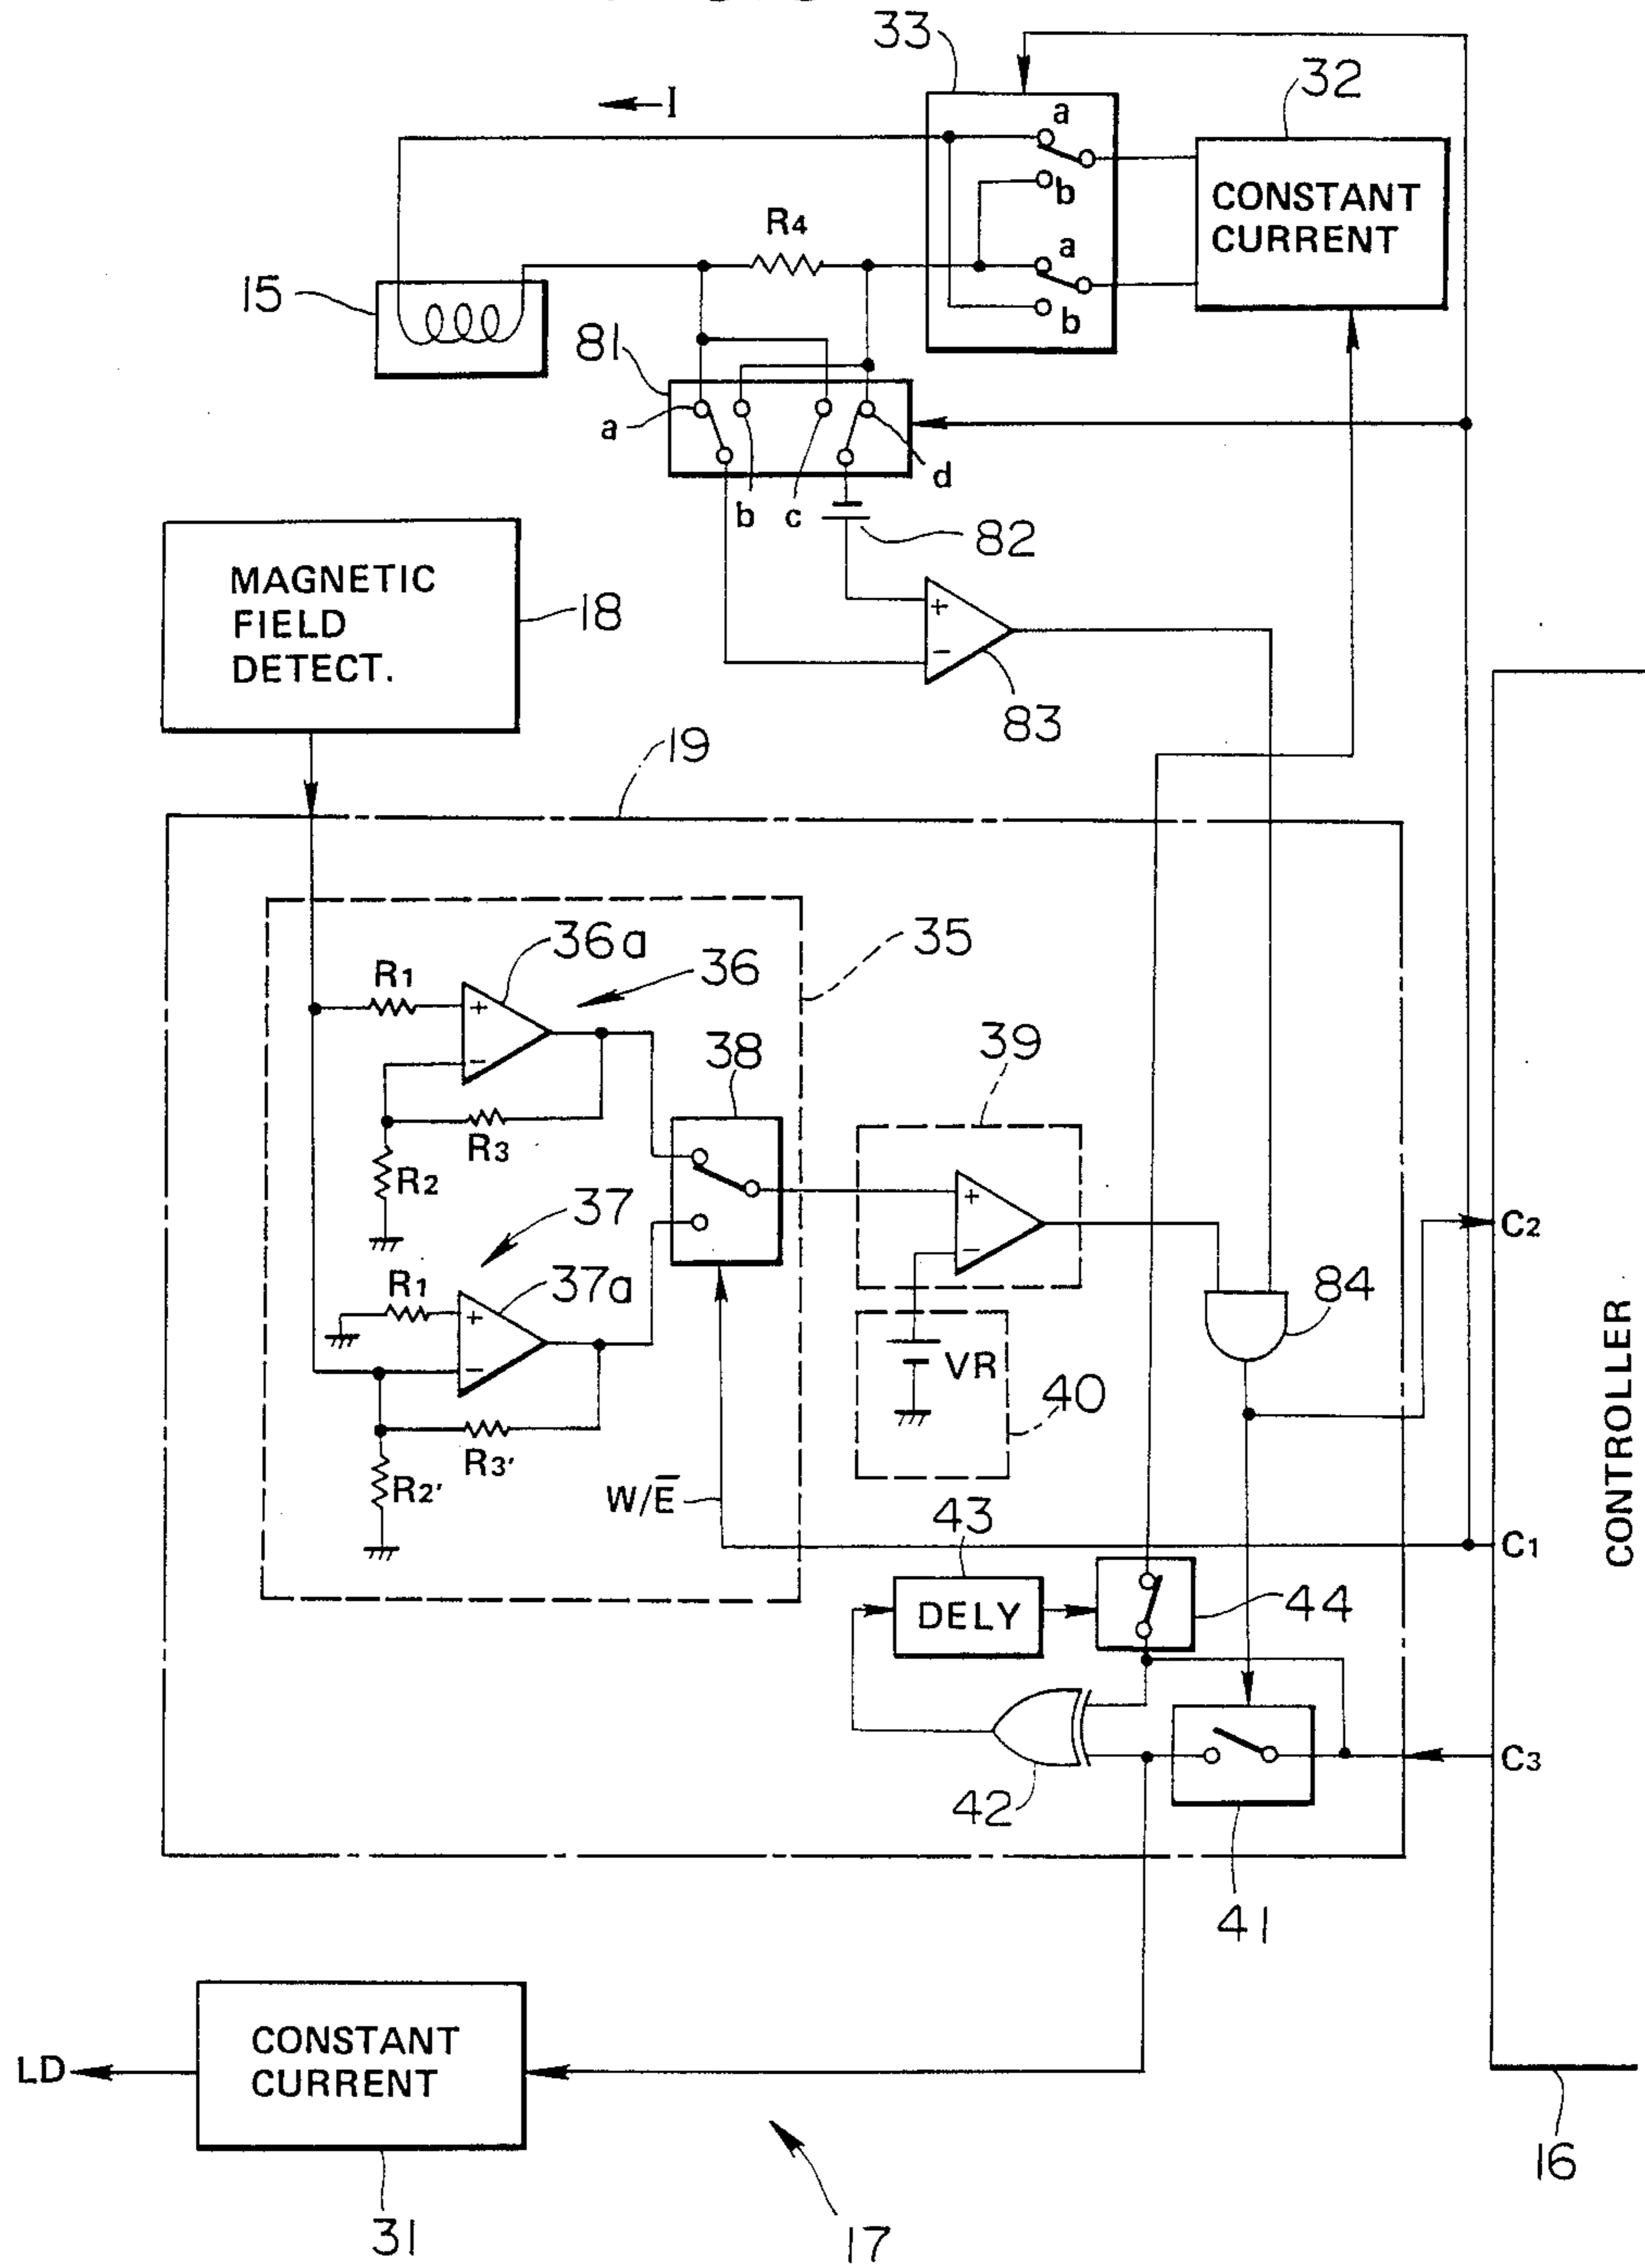 33
32
I
a
b
a
b
CONSTANT
CURRENT
R4
15
81
a
b
c
d
82
+
−
83
MAGNETIC
FIELD
DETECT.
18
19
36a
36
35
R1
+
−
R3
R2
38
39
37
R1
37a
+
−
R3'
R2'
+
−
VR
40
84
C2
W/E̅
C1
CONTROLLER
43
DELY
44
42
41
C3
CONSTANT
CURRENT
LD
31
17
16